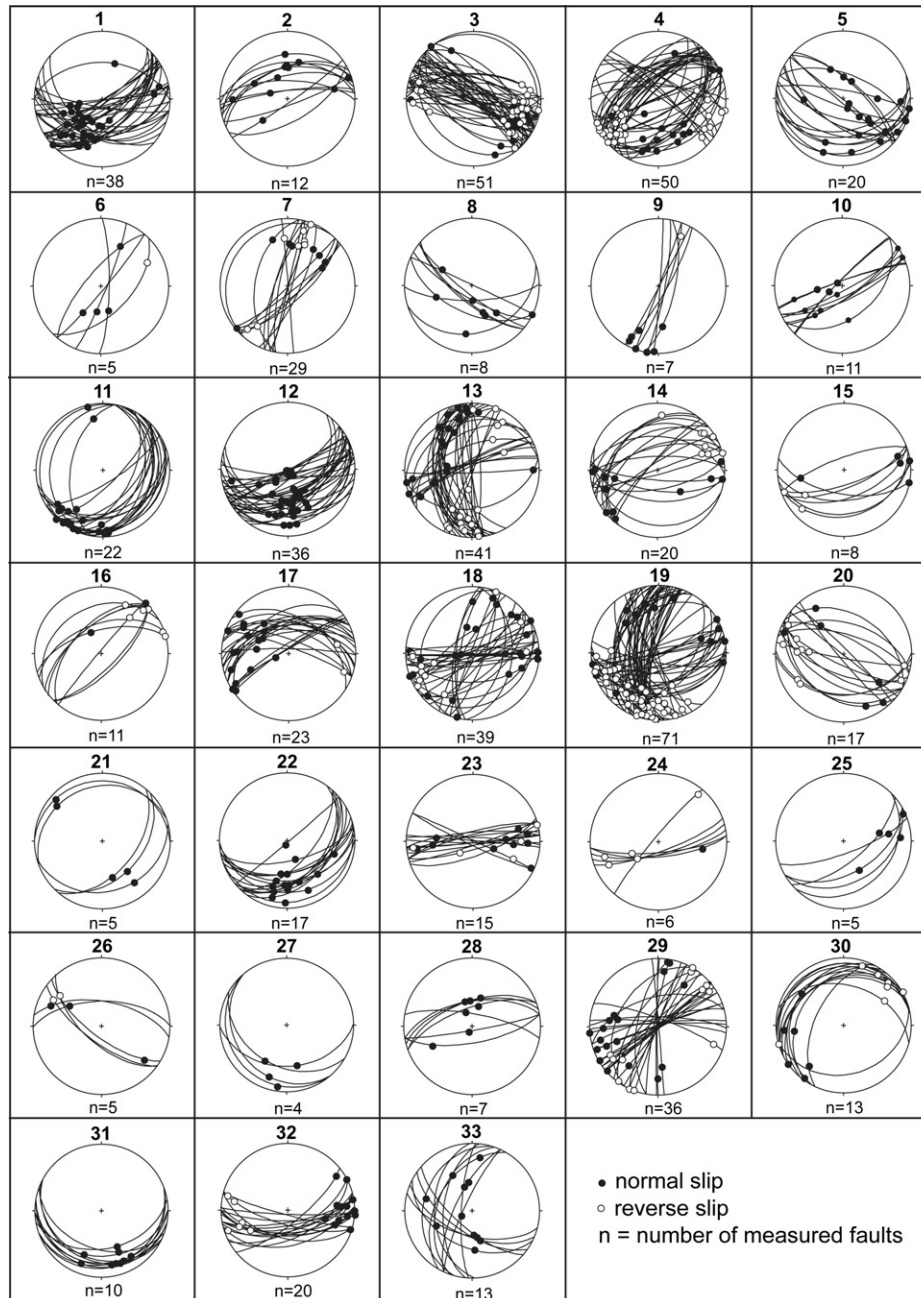 1 2 3 4 5
n=38 n=12 n=51 n=50 n=20
6 7 8 9 10
n=5 n=29 n=8 n=7 n=11
11 12 13 14 15
n=22 n=36 n=41 n=20 n=8
16 17 18 19 20
n=11 n=23 n=39 n=71 n=17
21 22 23 24 25
n=5 n=17 n=15 n=6 n=5
26 27 28 29 30
n=5 n=4 n=7 n=36 n=13
31 32 33
n=10 n=20 n=13
normal slip
reverse slip
n = number of measured faults